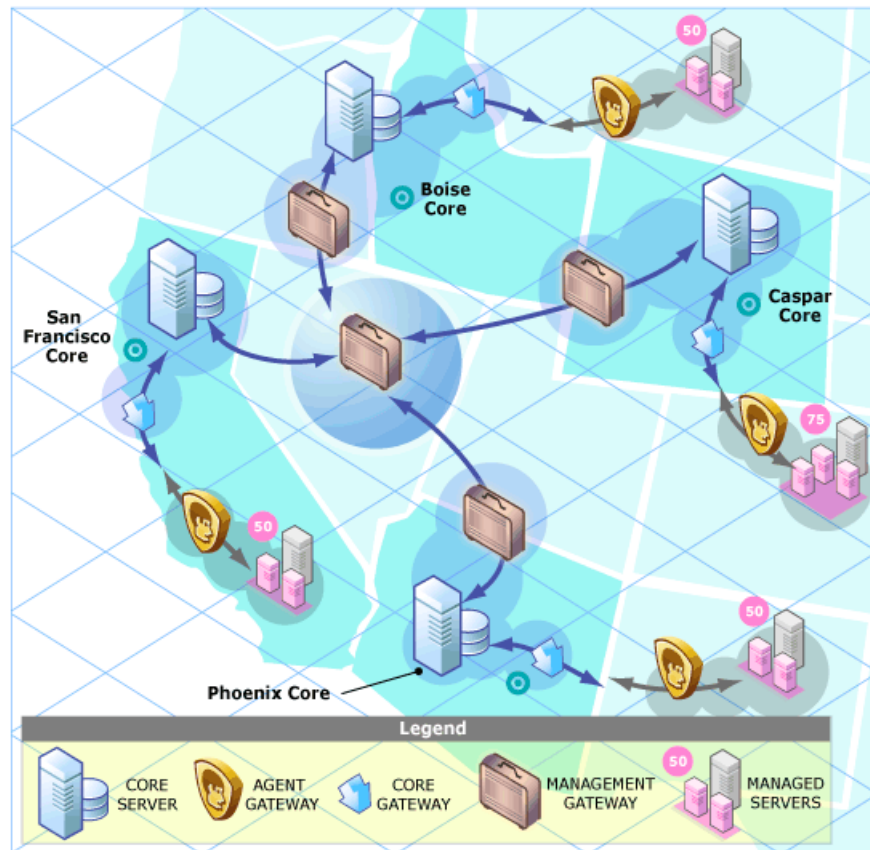 50
Boise
Core
San
Francisco
Core
Caspar
Core
75
50
50
Phoenix Core
Legend
CORE
SERVER
AGENT
GATEWAY
CORE
GATEWAY
MANAGEMENT
GATEWAY
50
MANAGED
SERVERS